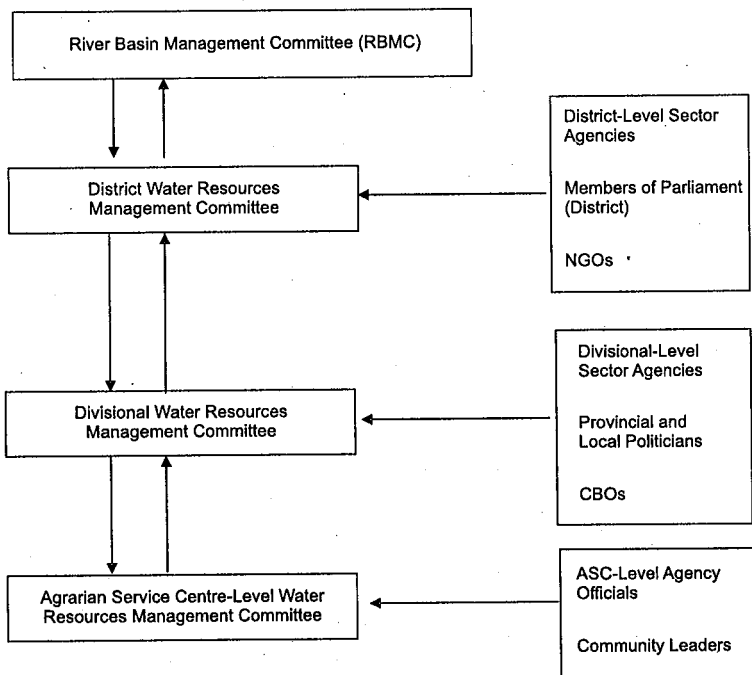 River Basin Management Committee (RBMC)
District-Level Sector
Agencies
Members of Parliament
(District)
NGOs
District Water Resources
Management Committee
Divisional-Level
Sector Agencies
Provincial and
Local Politicians
CBOs
Divisional Water Resources
Management Committee
ASC-Level Agency
Officials
Community Leaders
Agrarian Service Centre-Level Water
Resources Management Committee